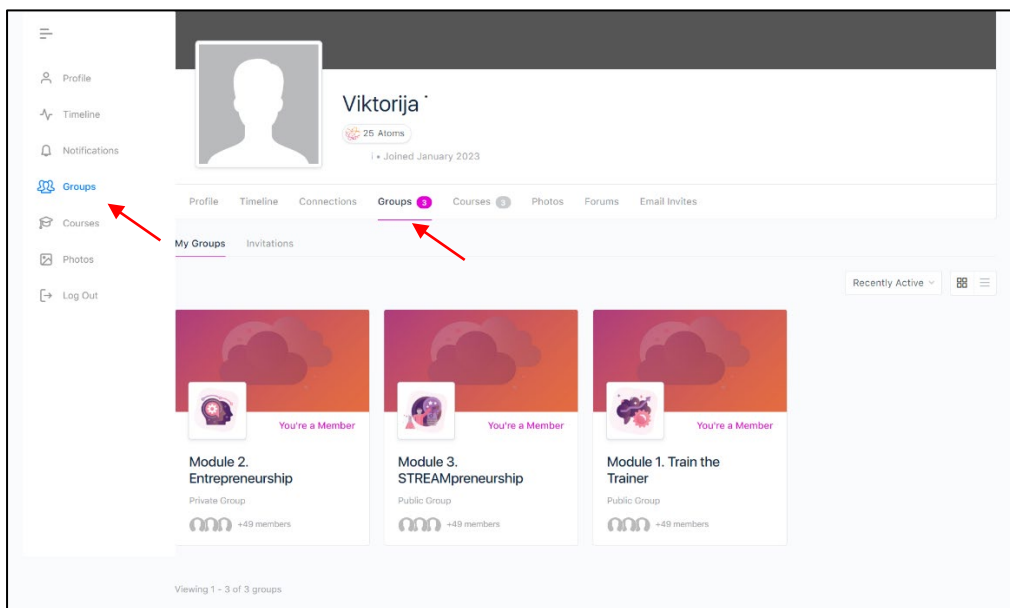 Profile
Timeline
Notifications
Groups
Courses
Photos
Log Out
Viktorija
25 Atoms
• Joined January 2023
Profile Timeline Connections Groups 3 Courses 3 Photos Forums Email Invites
My Groups Invitations
Recently Active
You're a Member
Module 2.
Entrepreneurship
Private Group
+49 members
You're a Member
Module 3.
STREAMpreneurship
Public Group
+49 members
You're a Member
Module 1. Train the
Trainer
Public Group
+49 members
Viewing 1 - 3 of 3 groups